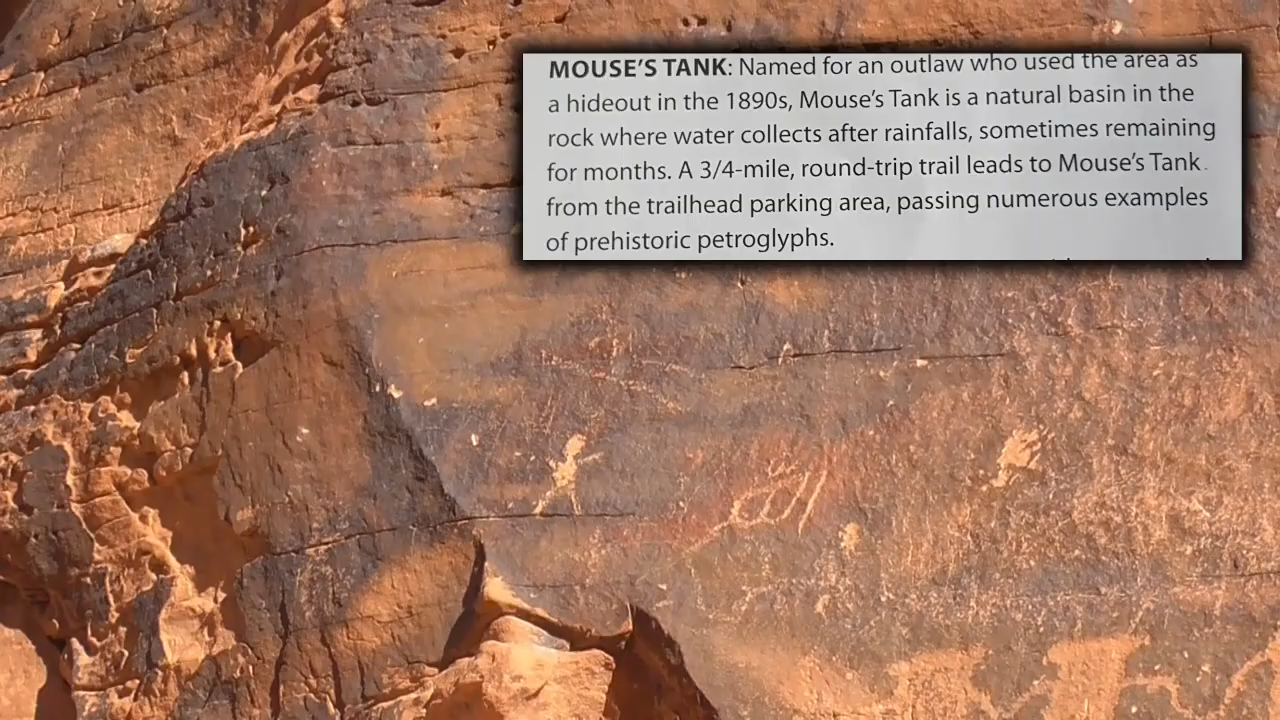 MOUSE'S TANK: Named for an outlaw who used the area as
a hideout in the 1890s, Mouse's Tank is a natural basin in the
rock where water collects after rainfalls, sometimes remaining
for months. A 3/4-mile, round-trip trail leads to Mouse's Tank
from the trailhead parking area, passing numerous examples
of prehistoric petroglyphs.